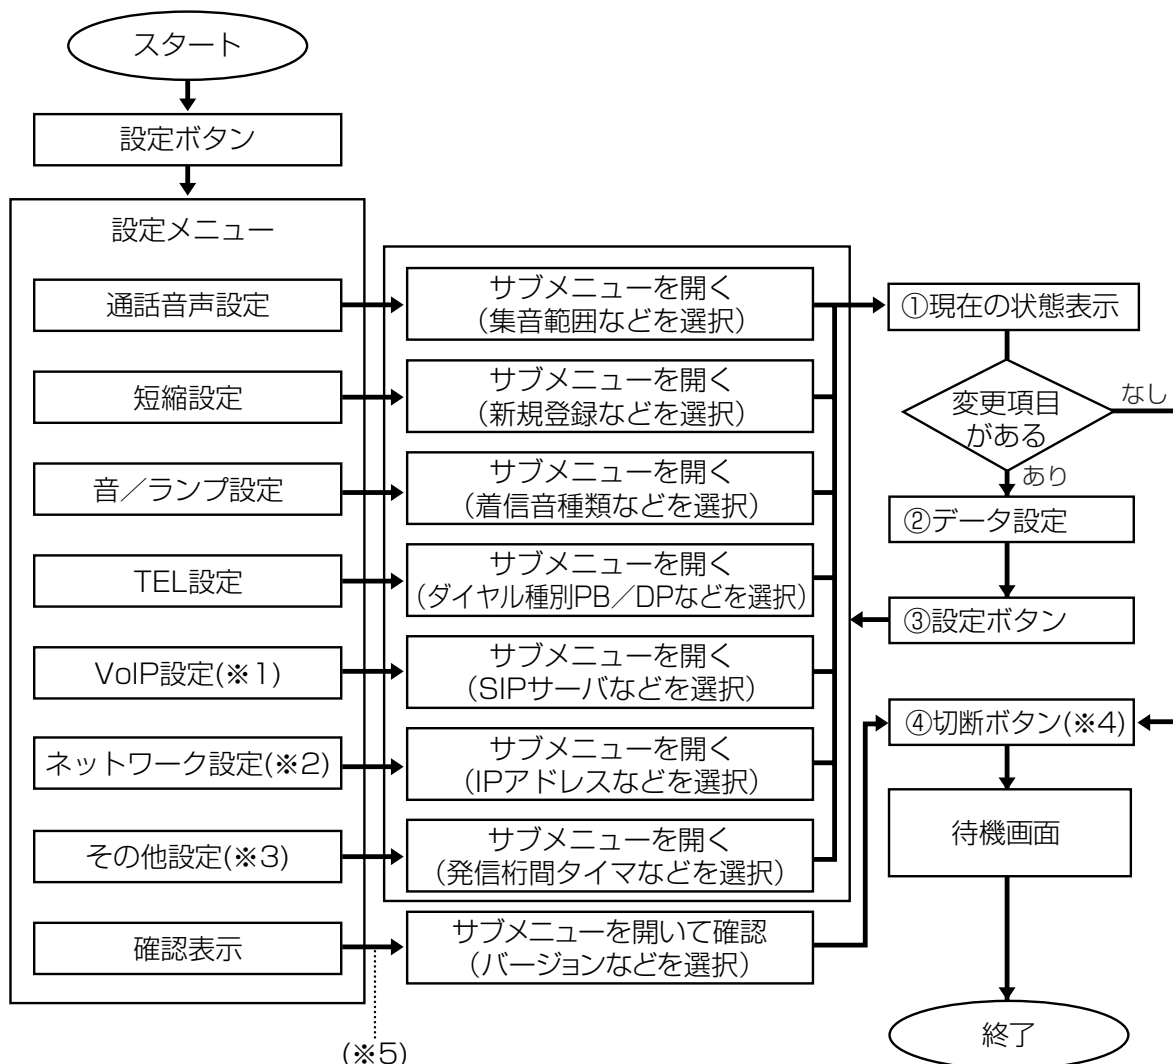 スタート
設定ボタン
設定メニュー
通話音声設定
サブメニューを開く
（集音範囲などを選択）
短縮設定
サブメニューを開く
（新規登録などを選択）
音／ランプ設定
サブメニューを開く
（着信音種類などを選択）
TEL設定
サブメニューを開く
（ダイヤル種別PB／DPなどを選択）
VoIP設定(※1)
サブメニューを開く
（SIPサーバなどを選択）
ネットワーク設定(※2)
サブメニューを開く
（IPアドレスなどを選択）
その他設定(※3)
サブメニューを開く
（発信桁間タイマなどを選択）
確認表示
サブメニューを開いて確認
（バージョンなどを選択）
(※5)
①現在の状態表示
変更項目
がある
なし
あり
②データ設定
③設定ボタン
④切断ボタン(※4)
待機画面
終了